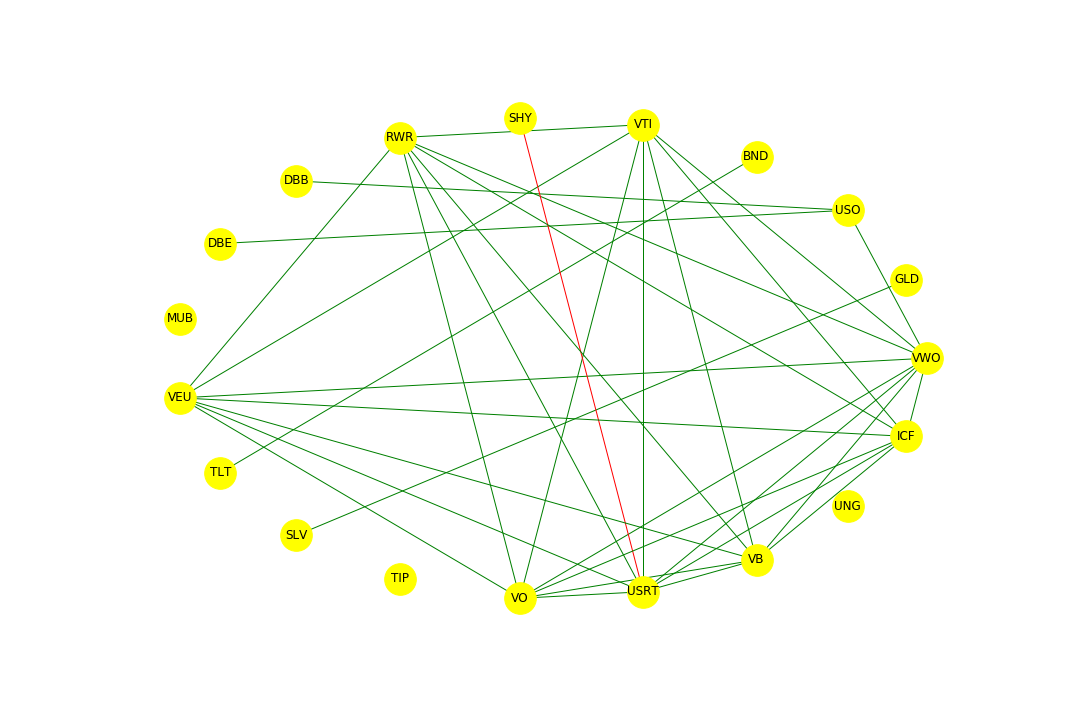 SHY
VTI
RWR
BND
DBB
USO
DBE
GLD
MUB
VWO
VEU
ICF
TLT
UNG
SLV
VB
TIP
USRT
VO